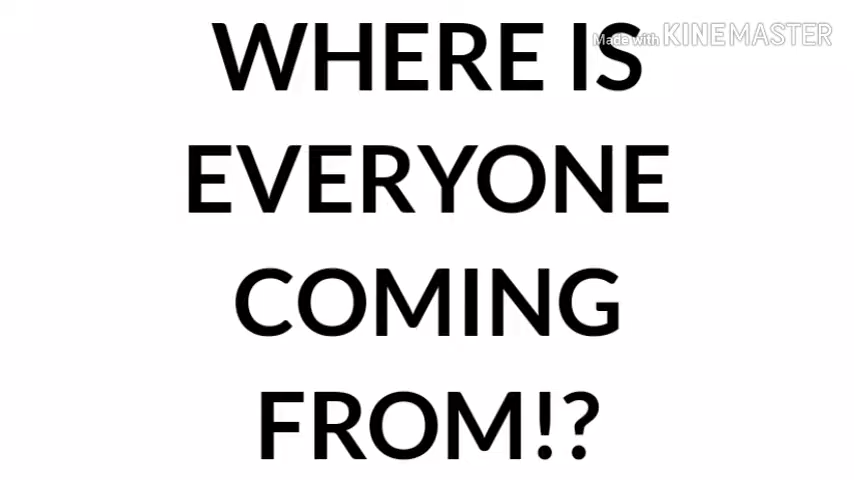 Made with KINEMASTER
WHERE IS
EVERYONE
COMING
FROM!?